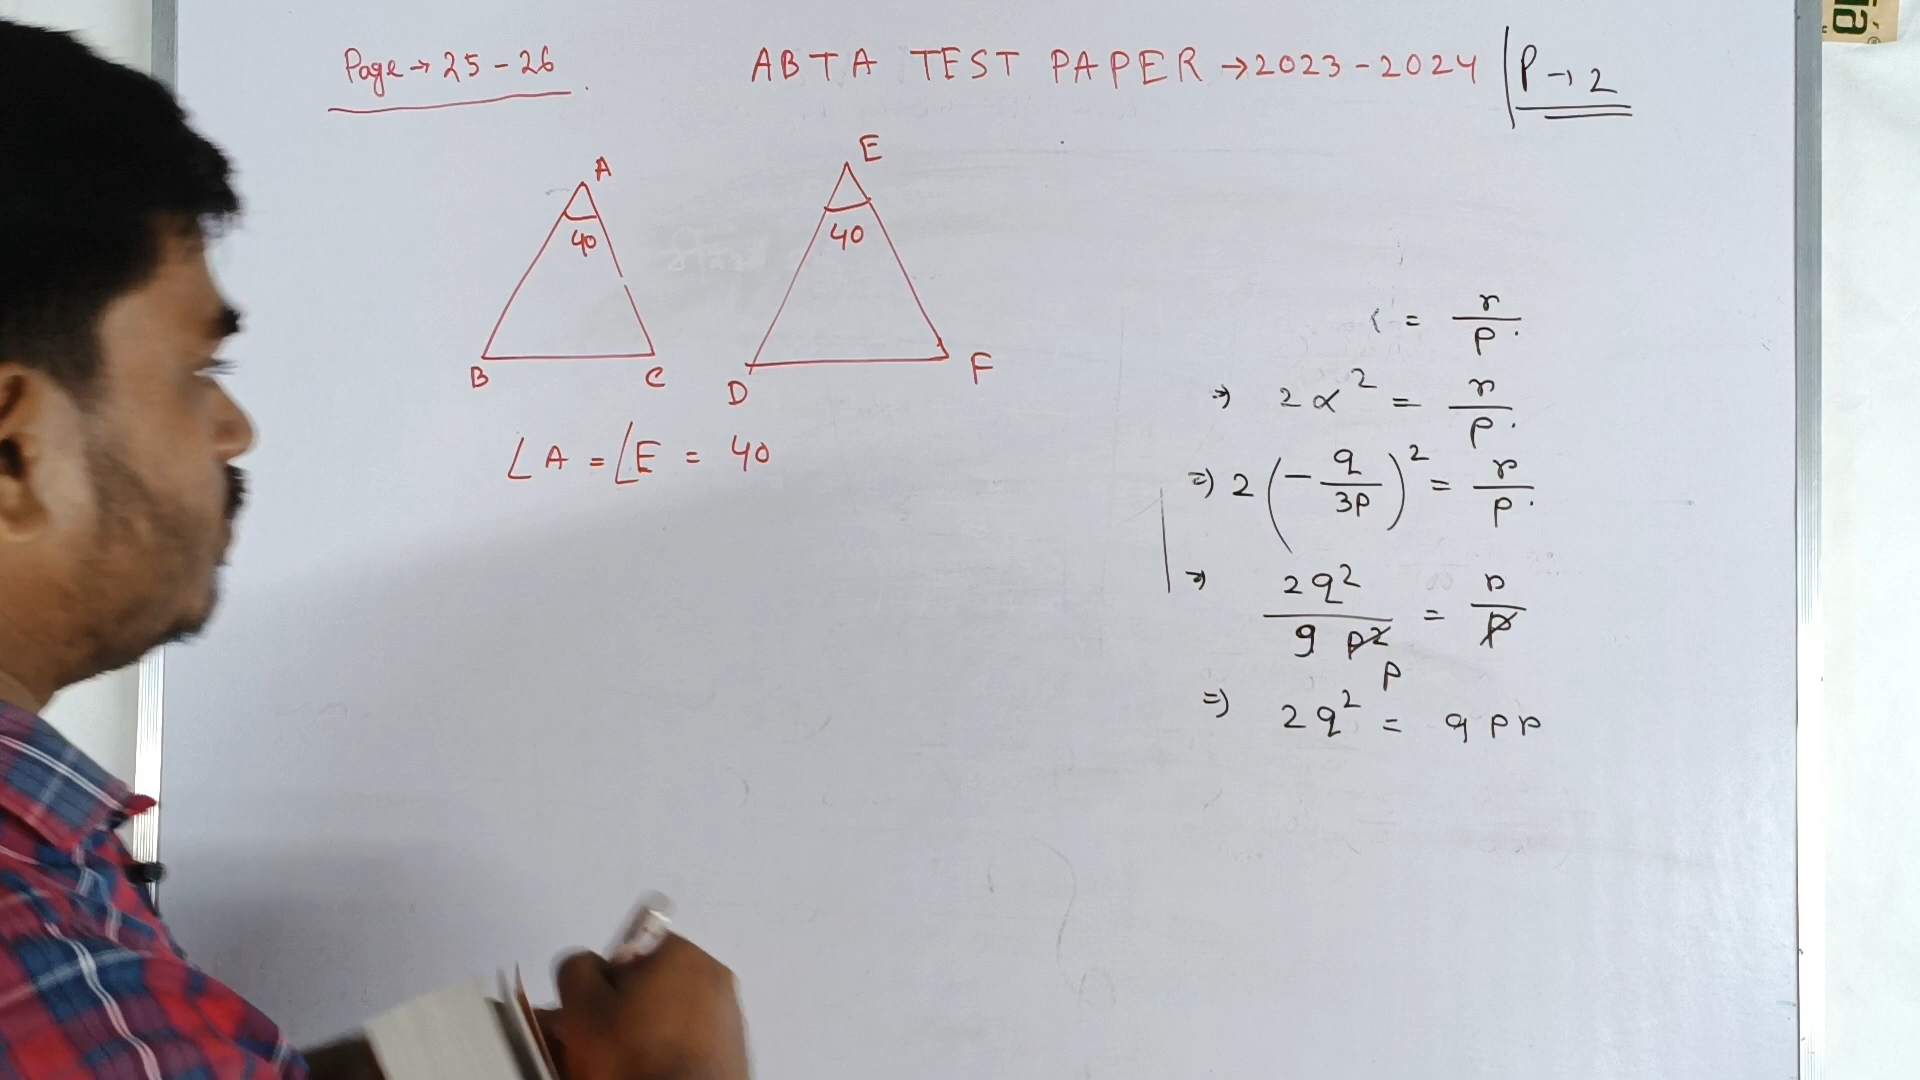 Page → 25 - 26
ABTA TEST PAPER → 2023 - 2024 | P → 2
A
40
B
C
E
40
D
F
∠A = ∠E = 40
= r/p.
⇒ 2α² = r/p.
⇒ 2(-q/3p)² = r/p.
⇒ 2q²/9p² = r/p
p
⇒ 2q² = 9pr